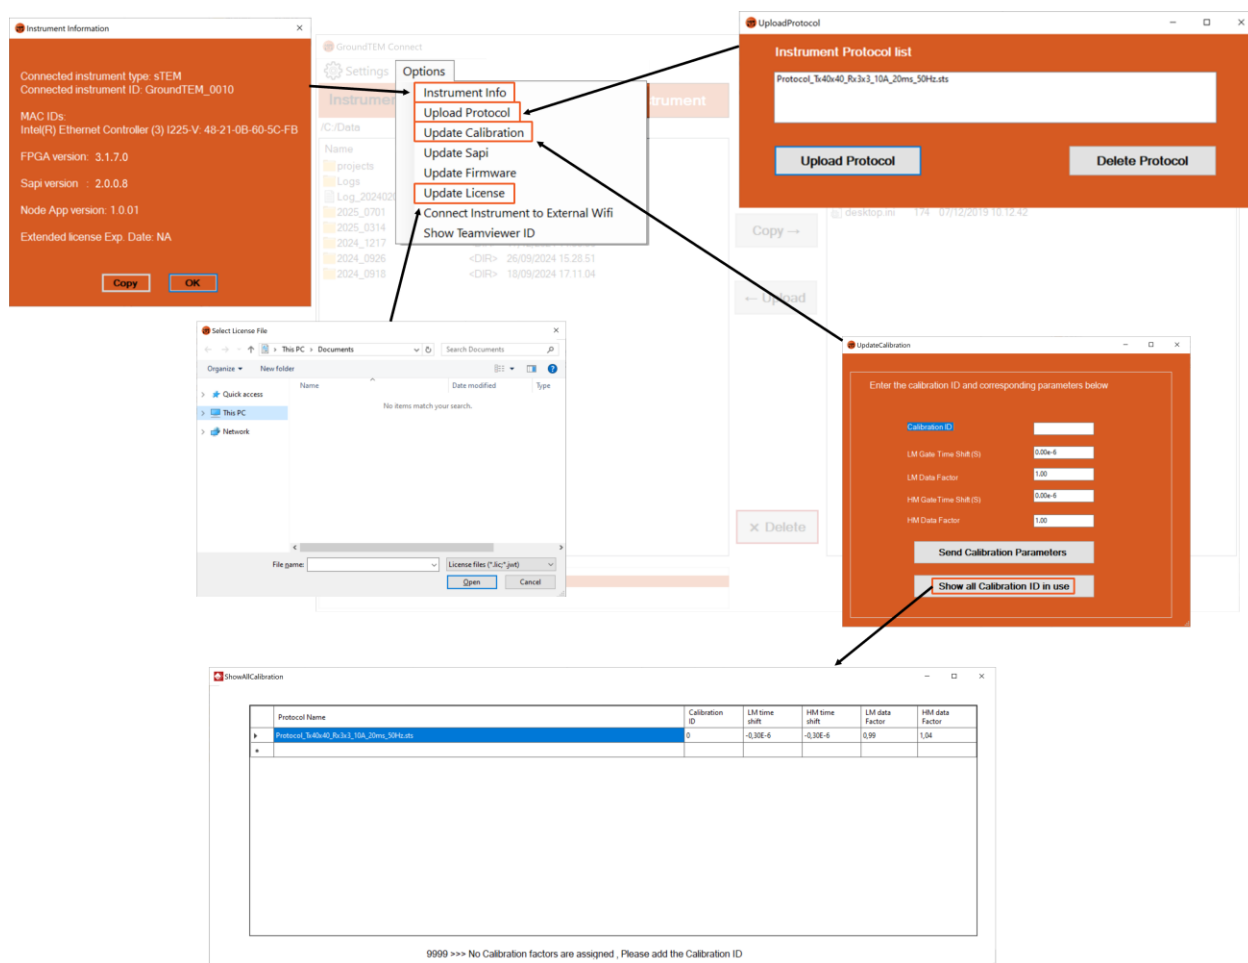 Instrument Information
Connected instrument type: sTEM
Connected instrument ID: GroundTEM_0010
MAC IDs:
Intel(R) Ethernet Controller (3) I225-V: 48-21-0B-60-5C-FB
FPGA version: 3.1.7.0
Sapi version : 2.0.0.8
Node App version: 1.0.01
Extended license Exp. Date: NA
Copy OK
GroundTEM Connect
Settings Options
Instrument Info
Upload Protocol
Update Calibration
Update Sapi
Update Firmware
Update License
Connect Instrument to External Wifi
Show Teamviewer ID
/C:/Data
Name
projects
Logs
2025_0701
2025_0314
2024_1217
2024_0926 <DIR> 26/09/2024 15.28.51
2024_0918 <DIR> 18/09/2024 17.11.04
Copy →
← Upload
× Delete
desktop.ini 174 07/12/2019 10.12.42
UploadProtocol
Instrument Protocol list
Protocol_Tx40x40_Rx3x3_10A_20ms_50Hz.sts
Upload Protocol Delete Protocol
Select License File
This PC > Documents Search Documents
Organize New folder
Name Date modified Type
Quick access
This PC
Network
No items match your search.
File name: License files (*.lic;*.jwt)
Open Cancel
UpdateCalibration
Enter the calibration ID and corresponding parameters below
Calibration ID
LM Gate Time Shift (S) 0.00e-6
LM Data Factor 1.00
HM Gate Time Shift (S) 0.00e-6
HM Data Factor 1.00
Send Calibration Parameters
Show all Calibration ID in use
ShowAllCalibration
Protocol Name Calibration ID LM time shift HM time shift LM data Factor HM data Factor
Protocol_Tx40x40_Rx3x3_10A_20ms_50Hz.sts 0 -0,30E-6 -0,30E-6 0,99 1,04
9999 >>> No Calibration factors are assigned , Please add the Calibration ID